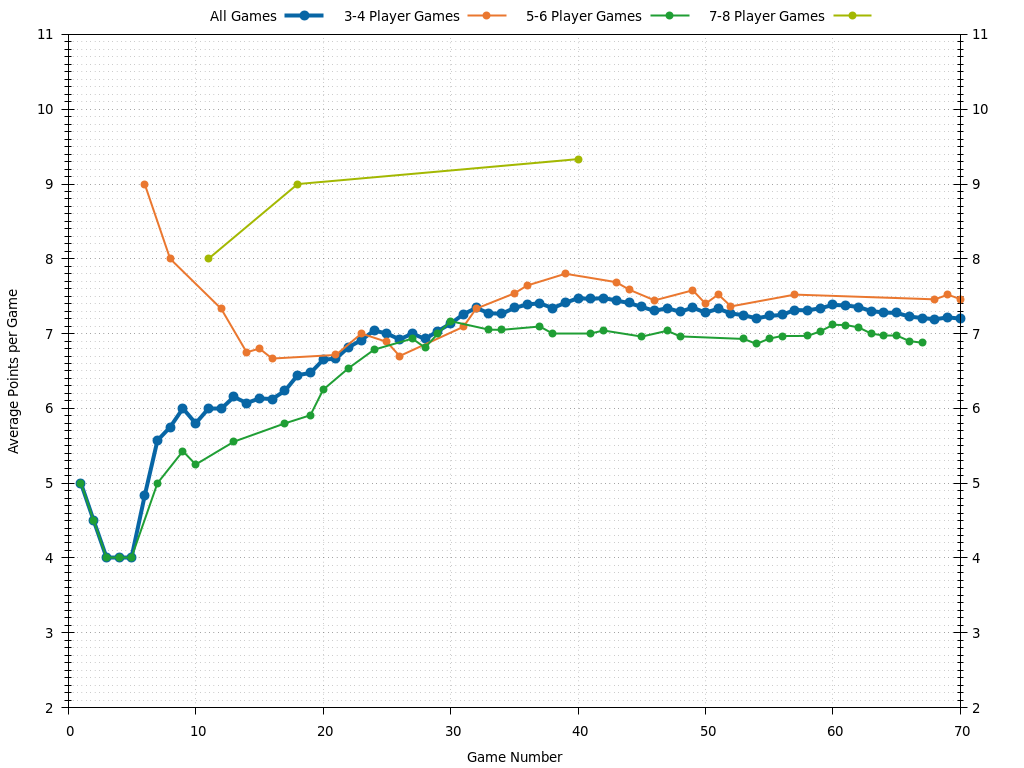 All Games 3-4 Player Games 5-6 Player Games 7-8 Player Games
11 11
10 10
9 9
8 8
7 7
6 6
5 5
4 4
3 3
2 2
Average Points per Game
0 10 20 30 40 50 60 70
Game Number